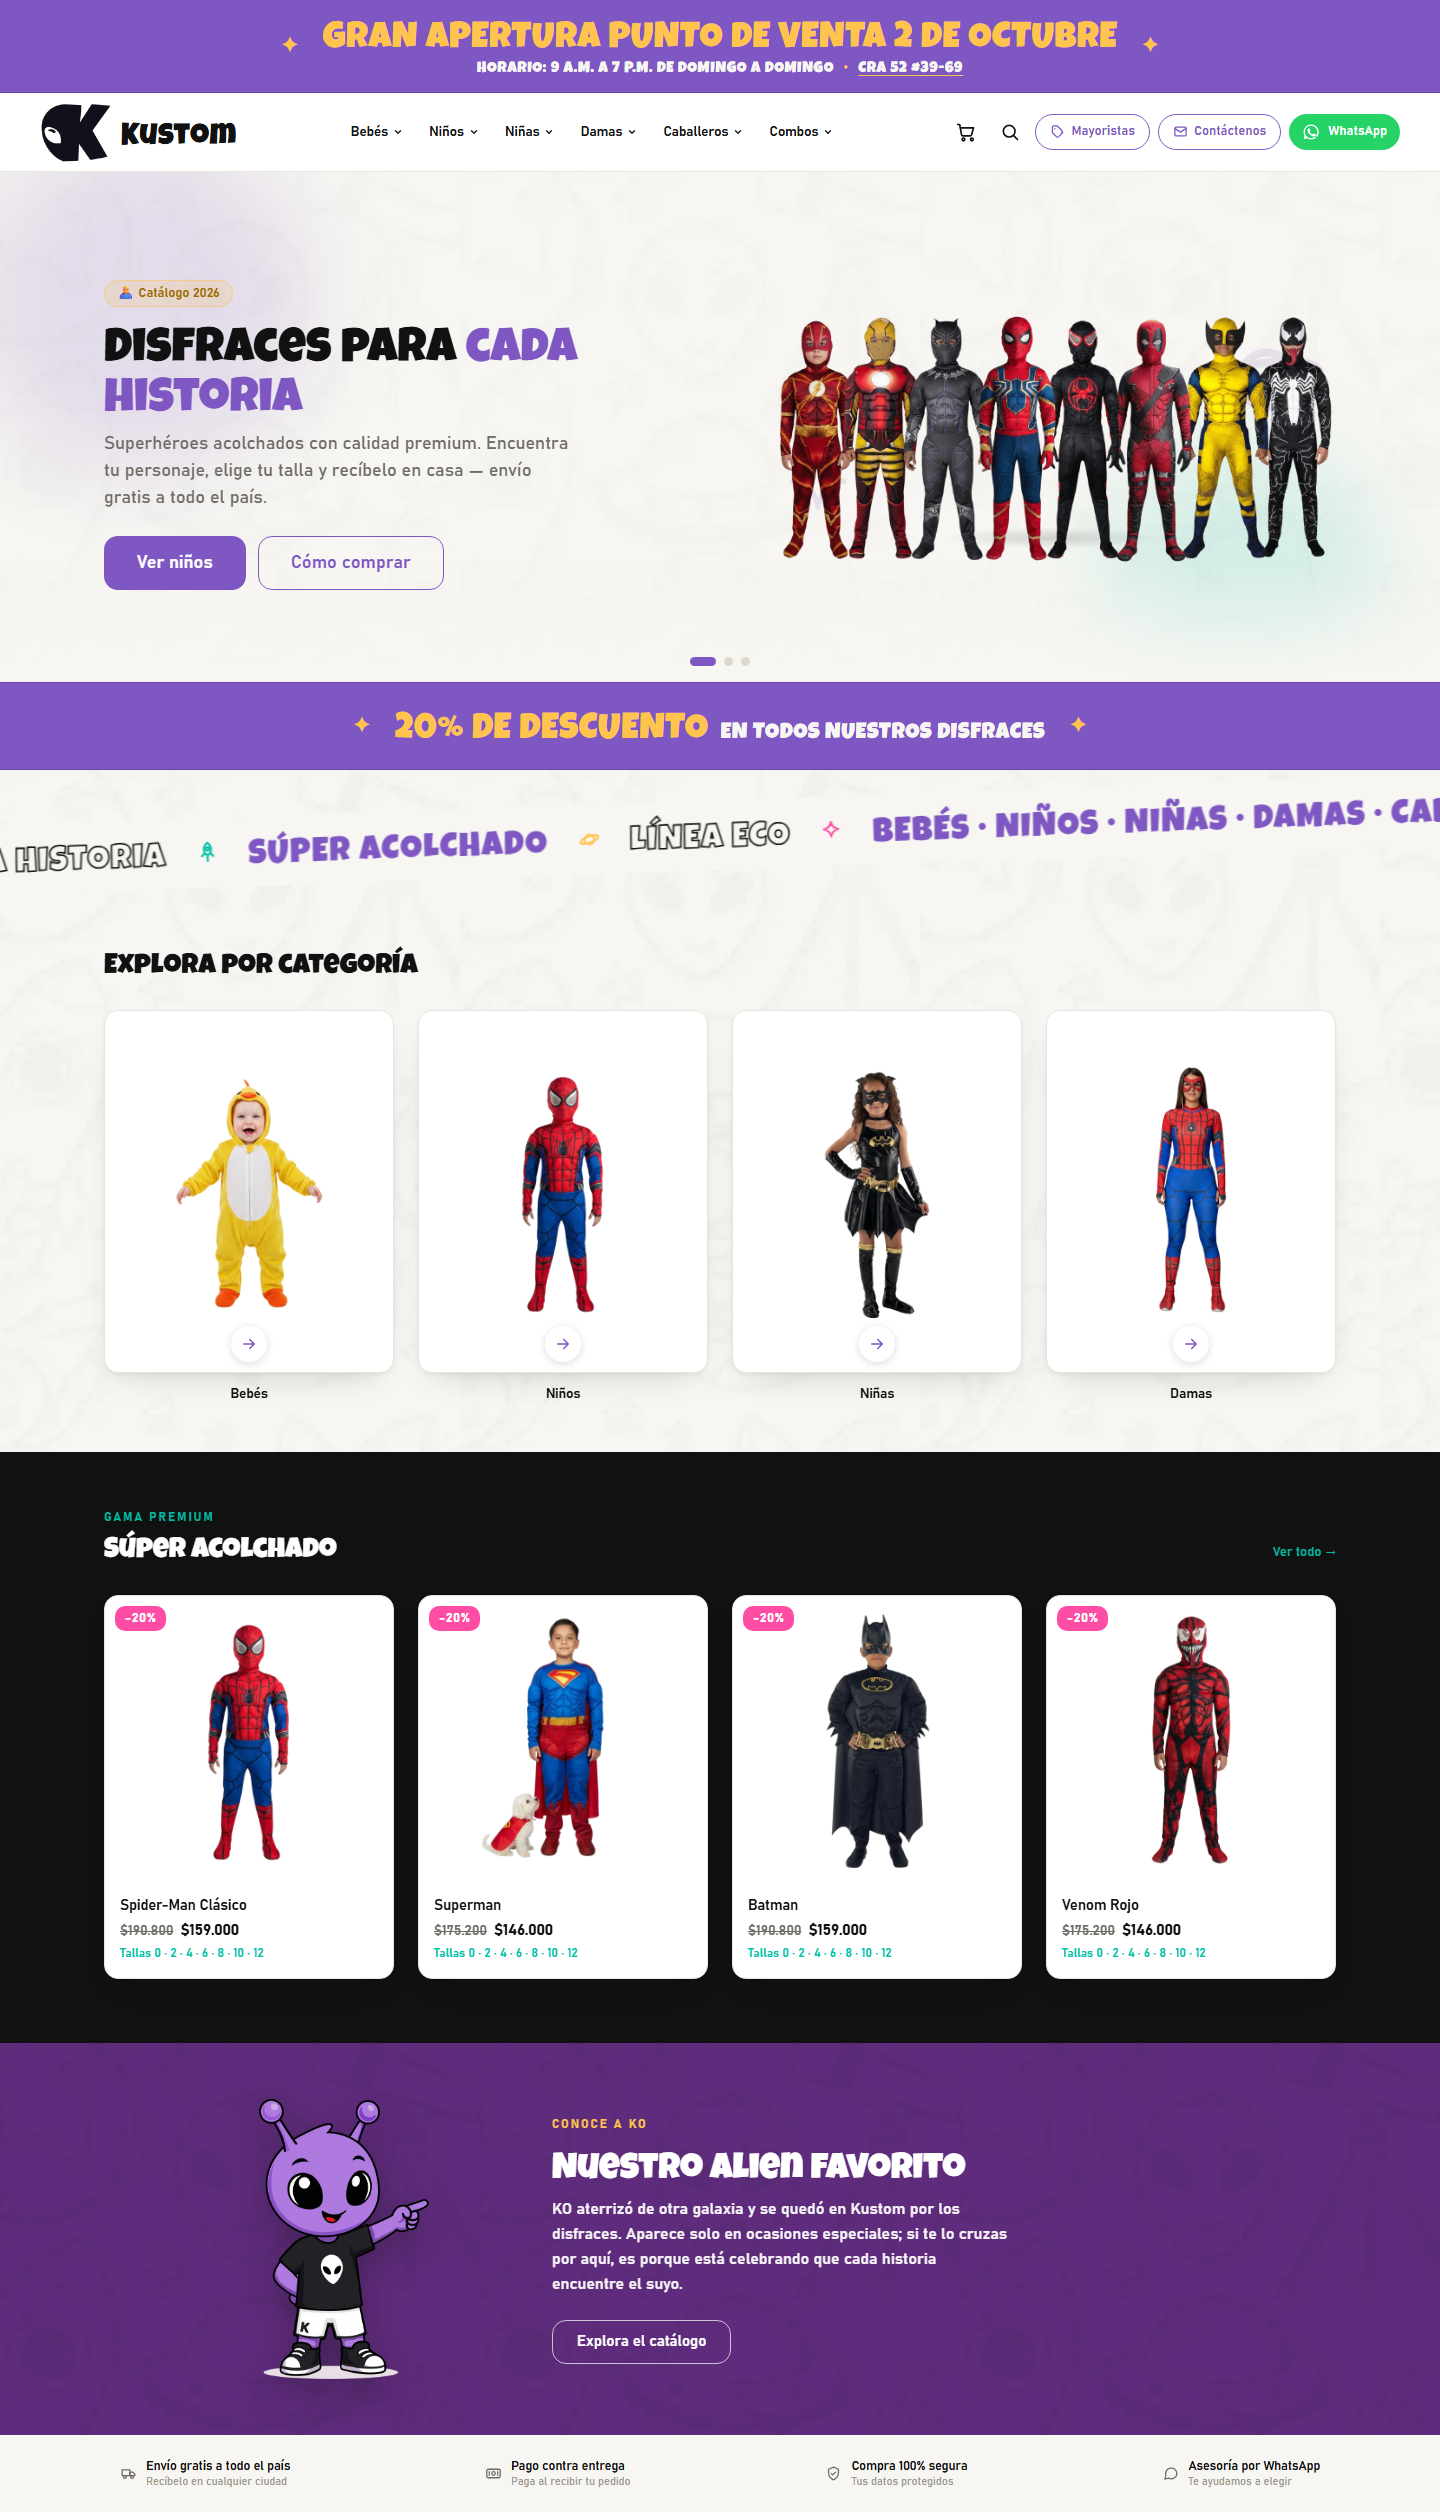 GRAN APERTURA PUNTO DE VENTA 2 DE OCTUBRE
HORARIO: 9 A.M. A 7 P.M. DE DOMINGO A DOMINGO · CRA 52 #39-69
K KUSTOM
Bebés
Niños
Niñas
Damas
Caballeros
Combos
Mayoristas
Contáctenos
WhatsApp
Catálogo 2026
DISFRACES PARA CADA
HISTORIA
Superhéroes acolchados con calidad premium. Encuentra
tu personaje, elige tu talla y recíbelo en casa — envío
gratis a todo el país.
Ver niños
Cómo comprar
20% DE DESCUENTO EN TODOS NUESTROS DISFRACES
A HISTORIA SÚPER ACOLCHADO LÍNEA ECO BEBÉS · NIÑOS · NIÑAS · DAMAS · CAB
EXPLORA POR CATEGORÍA
Bebés
Niños
Niñas
Damas
GAMA PREMIUM
SÚPER ACOLCHADO
Ver todo →
-20%
-20%
-20%
-20%
Spider-Man Clásico
$190.800 $159.000
Tallas 0 · 2 · 4 · 6 · 8 · 10 · 12
Superman
$175.200 $146.000
Tallas 0 · 2 · 4 · 6 · 8 · 10 · 12
Batman
$190.800 $159.000
Tallas 0 · 2 · 4 · 6 · 8 · 10 · 12
Venom Rojo
$175.200 $146.000
Tallas 0 · 2 · 4 · 6 · 8 · 10 · 12
K
CONOCE A KO
NUESTRO ALIEN FAVORITO
KO aterrizó de otra galaxia y se quedó en Kustom por los
disfraces. Aparece solo en ocasiones especiales; si te lo cruzas
por aquí, es porque está celebrando que cada historia
encuentre el suyo.
Explora el catálogo
Envío gratis a todo el país
Recíbelo en cualquier ciudad
Pago contra entrega
Paga al recibir tu pedido
Compra 100% segura
Tus datos protegidos
Asesoría por WhatsApp
Te ayudamos a elegir